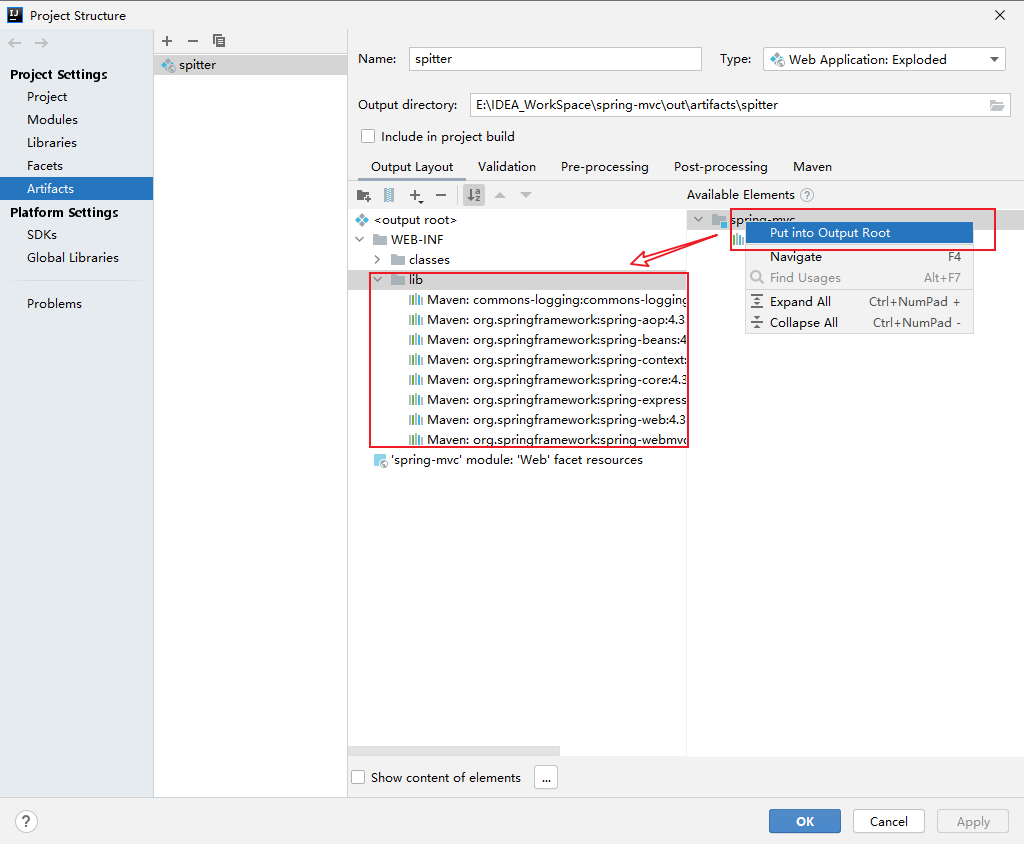 Project Structure
Project Settings
Project
Modules
Libraries
Facets
Artifacts
Platform Settings
SDKs
Global Libraries
Problems
spitter
Name: spitter Type: Web Application: Exploded
Output directory: E:\IDEA_WorkSpace\spring-mvc\out\artifacts\spitter
Include in project build
Output Layout Validation Pre-processing Post-processing Maven
Available Elements ?
<output root>
WEB-INF
classes
lib
Maven: commons-logging:commons-logging
Maven: org.springframework:spring-aop:4.3.
Maven: org.springframework:spring-beans:4
Maven: org.springframework:spring-context:
Maven: org.springframework:spring-core:4.3
Maven: org.springframework:spring-express
Maven: org.springframework:spring-web:4.3
Maven: org.springframework:spring-webmvc
'spring-mvc' module: 'Web' facet resources
spring-mvc
Put into Output Root
Navigate F4
Find Usages Alt+F7
Expand All Ctrl+NumPad +
Collapse All Ctrl+NumPad -
Show content of elements ...
? OK Cancel Apply